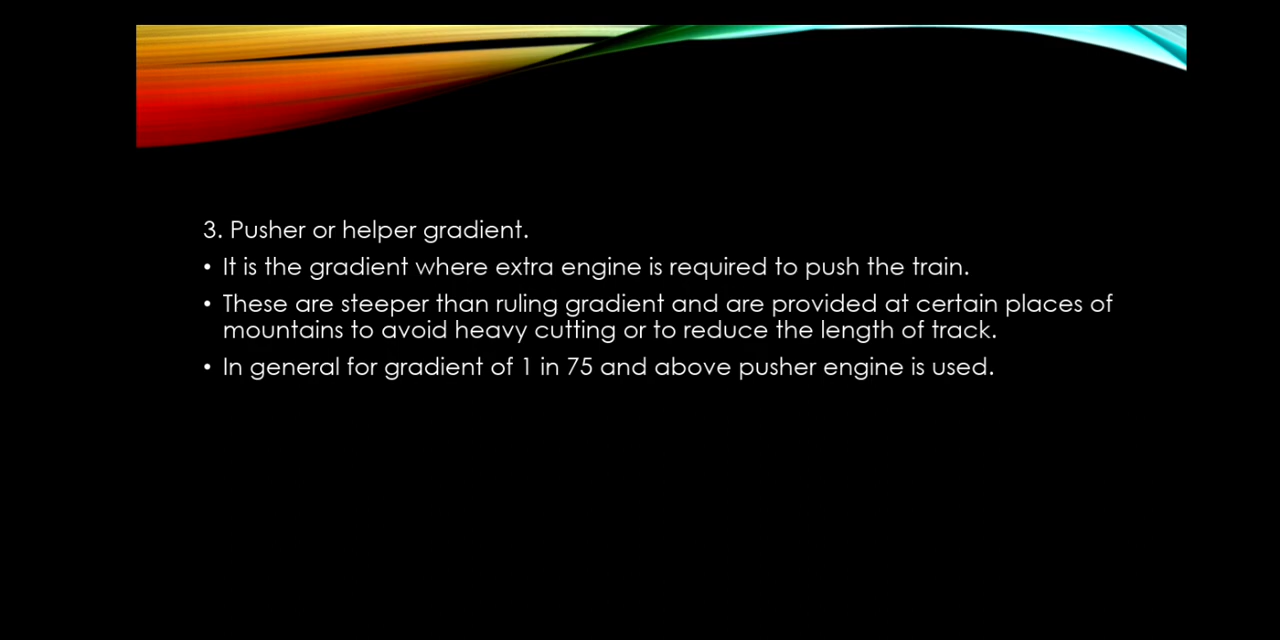 3. Pusher or helper gradient.
• It is the gradient where extra engine is required to push the train.
• These are steeper than ruling gradient and are provided at certain places of
mountains to avoid heavy cutting or to reduce the length of track.
• In general for gradient of 1 in 75 and above pusher engine is used.